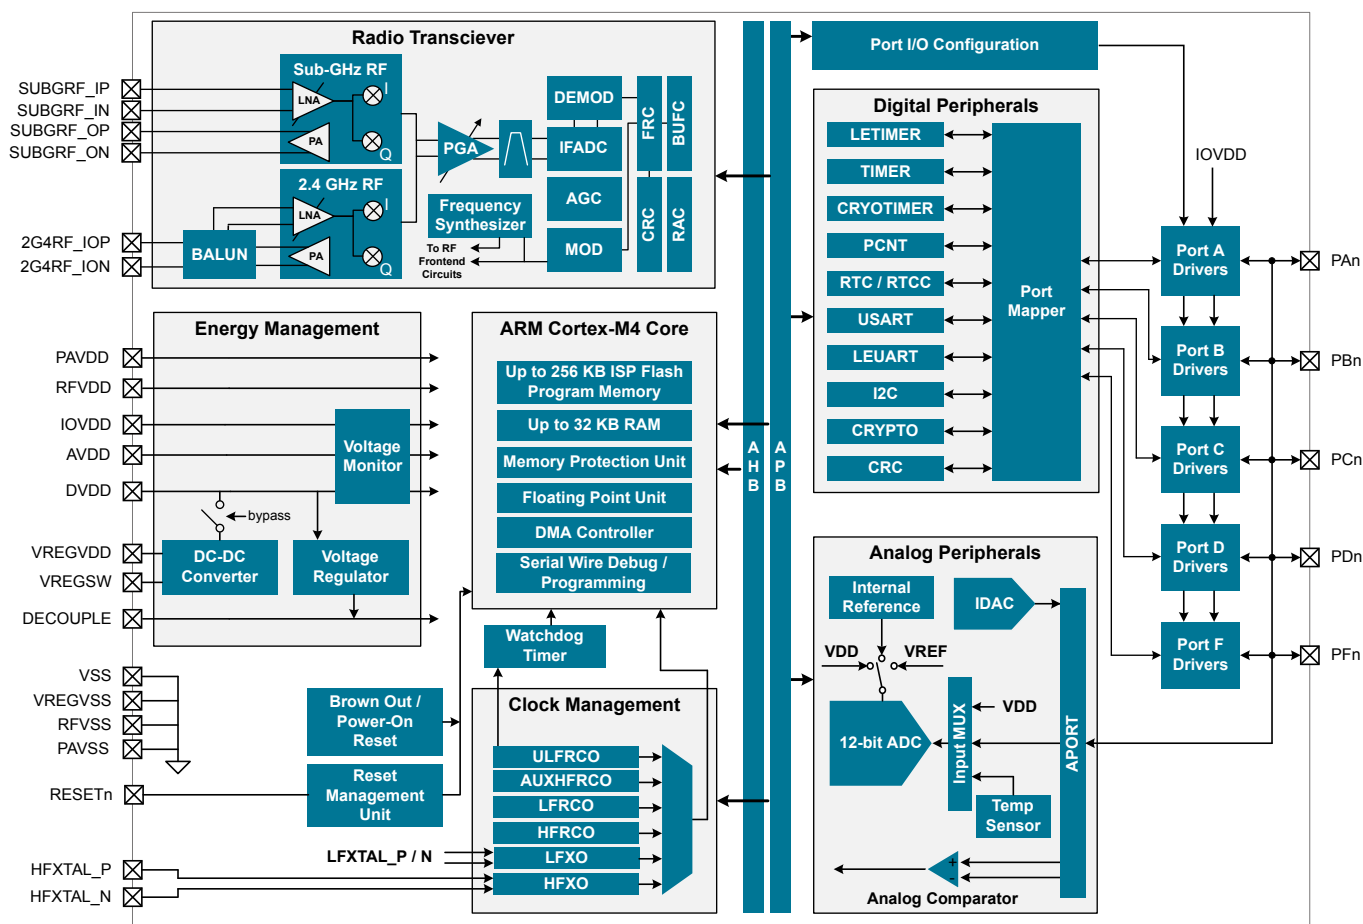 Radio Transciever
SUBGRF_IP
SUBGRF_IN
SUBGRF_OP
SUBGRF_ON
Sub-GHz RF
LNA
I
PA
Q
2.4 GHz RF
LNA
I
PA
Q
2G4RF_IOP
2G4RF_ION
BALUN
PGA
Frequency
Synthesizer
To RF
Frontend
Circuits
DEMOD
IFADC
AGC
MOD
FRC
BUFC
CRC
RAC
Energy Management
PAVDD
RFVDD
IOVDD
AVDD
DVDD
VREGVDD
VREGSW
DECOUPLE
Voltage
Monitor
bypass
DC-DC
Converter
Voltage
Regulator
ARM Cortex-M4 Core
Up to 256 KB ISP Flash
Program Memory
Up to 32 KB RAM
Memory Protection Unit
Floating Point Unit
DMA Controller
Serial Wire Debug /
Programming
Watchdog
Timer
VSS
VREGVSS
RFVSS
PAVSS
RESETn
HFXTAL_P
HFXTAL_N
Brown Out /
Power-On
Reset
Reset
Management
Unit
LFXTAL_P / N
Clock Management
ULFRCO
AUXHFRCO
LFRCO
HFRCO
LFXO
HFXO
AHB
APB
Port I/O Configuration
Digital Peripherals
LETIMER
TIMER
CRYOTIMER
PCNT
RTC / RTCC
USART
LEUART
I2C
CRYPTO
CRC
Port
Mapper
Analog Peripherals
Internal
Reference
IDAC
VDD
VREF
12-bit ADC
Input MUX
VDD
APORT
Temp
Sensor
+
-
Analog Comparator
IOVDD
Port A
Drivers
Port B
Drivers
Port C
Drivers
Port D
Drivers
Port F
Drivers
PAn
PBn
PCn
PDn
PFn